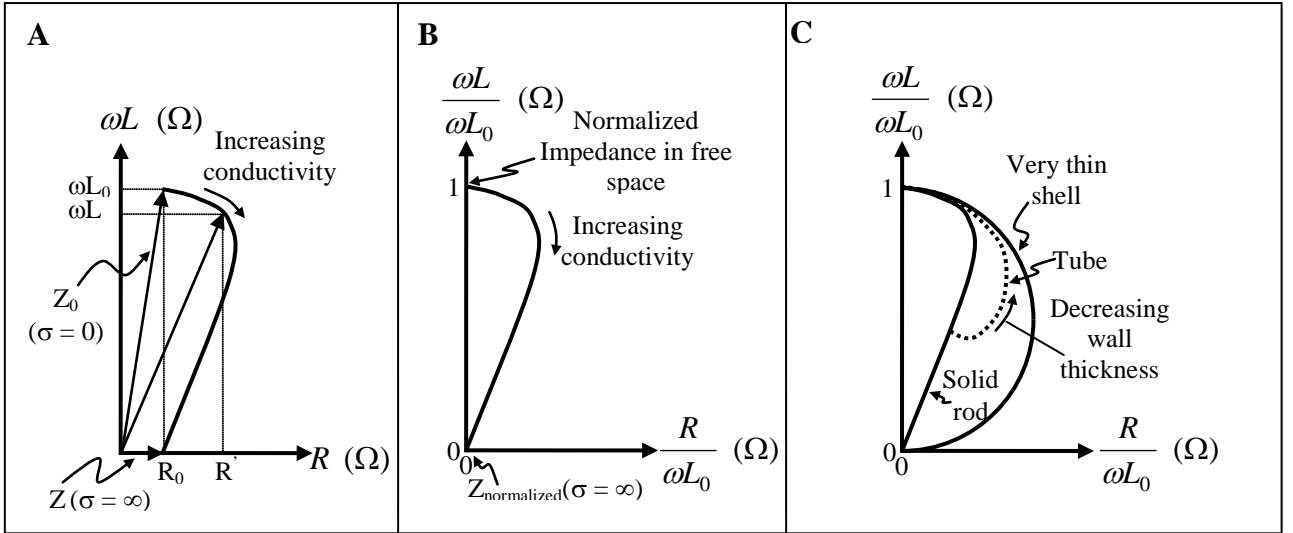 A
ωL (Ω)
Increasing
conductivity
ωL₀
ωL
Z₀
(σ = 0)
R₀
R'
R (Ω)
Z (σ = ∞)
B
ωL
ωL₀
(Ω)
Normalized
Impedance in free
space
1
Increasing
conductivity
0
0
R
ωL₀
(Ω)
Znormalized(σ = ∞)
C
ωL
ωL₀
(Ω)
Very thin
shell
1
Tube
Decreasing
wall
thickness
Solid
rod
0
0
R
ωL₀
(Ω)